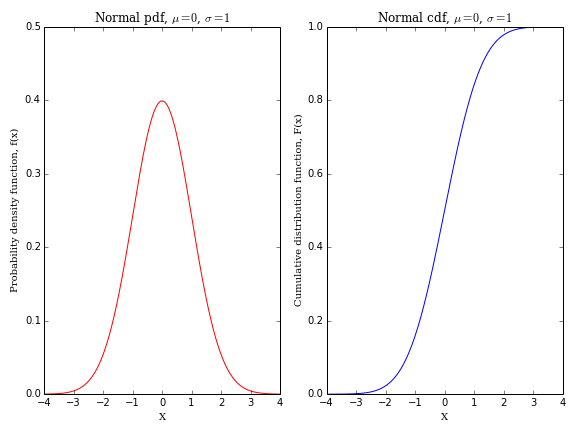 Normal pdf, μ=0, σ=1
Probability density function, f(x)
0.5
0.4
0.3
0.2
0.1
0.0
−4 −3 −2 −1 0 1 2 3 4
X
Normal cdf, μ=0, σ=1
Cumulative distribution function, F(x)
1.0
0.8
0.6
0.4
0.2
0.0
−4 −3 −2 −1 0 1 2 3 4
X